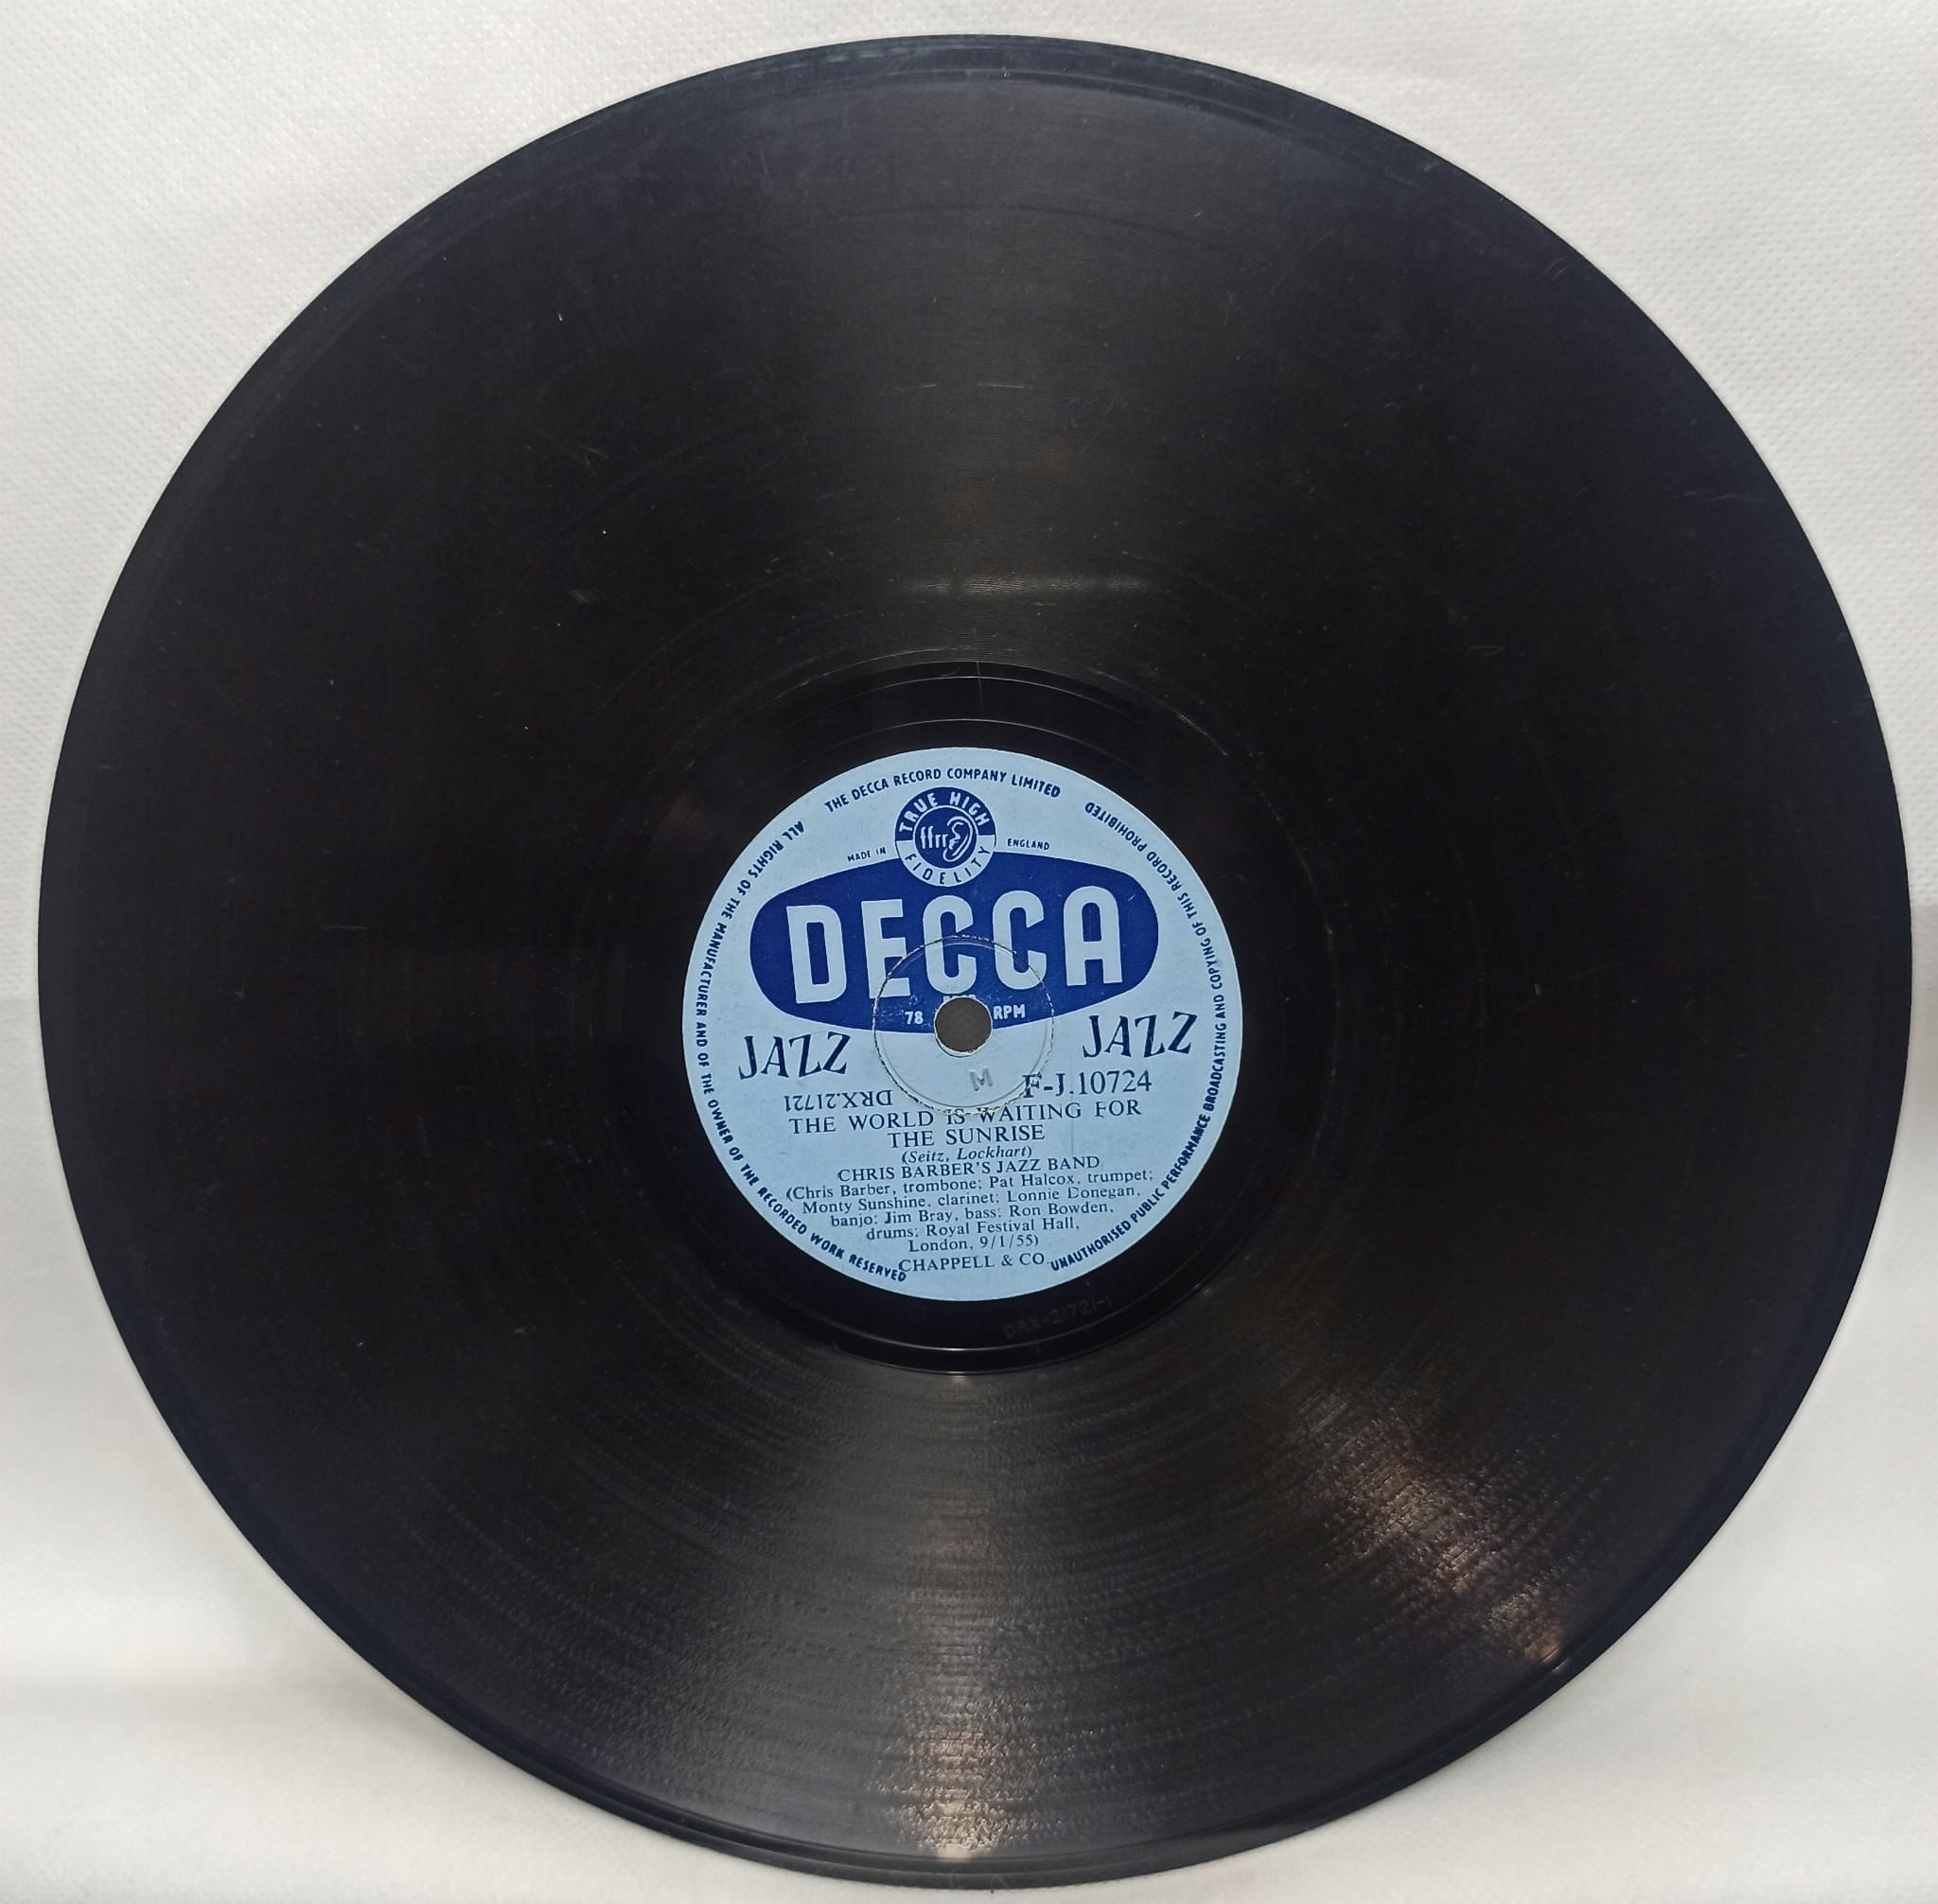 THE DECCA RECORD COMPANY LIMITED
ALL RIGHTS OF THE MANUFACTURER AND OF THE OWNER OF THE RECORDED WORK RESERVED
UNAUTHORISED PUBLIC PERFORMANCE BROADCASTING AND COPYING OF THIS RECORD PROHIBITED
TRUE HIGH
ffrr
FIDELITY
MADE IN ENGLAND
DECCA
78 RPM
JAZZ JAZZ
M
DRX.21721 F-J.10724
THE WORLD IS WAITING FOR
THE SUNRISE
(Seitz, Lockhart)
CHRIS BARBER'S JAZZ BAND
(Chris Barber, trombone; Pat Halcox, trumpet;
Monty Sunshine, clarinet; Lonnie Donegan,
banjo; Jim Bray, bass; Ron Bowden,
drums; Royal Festival Hall,
London, 9/1/55)
CHAPPELL & CO.
DRX-21721-1